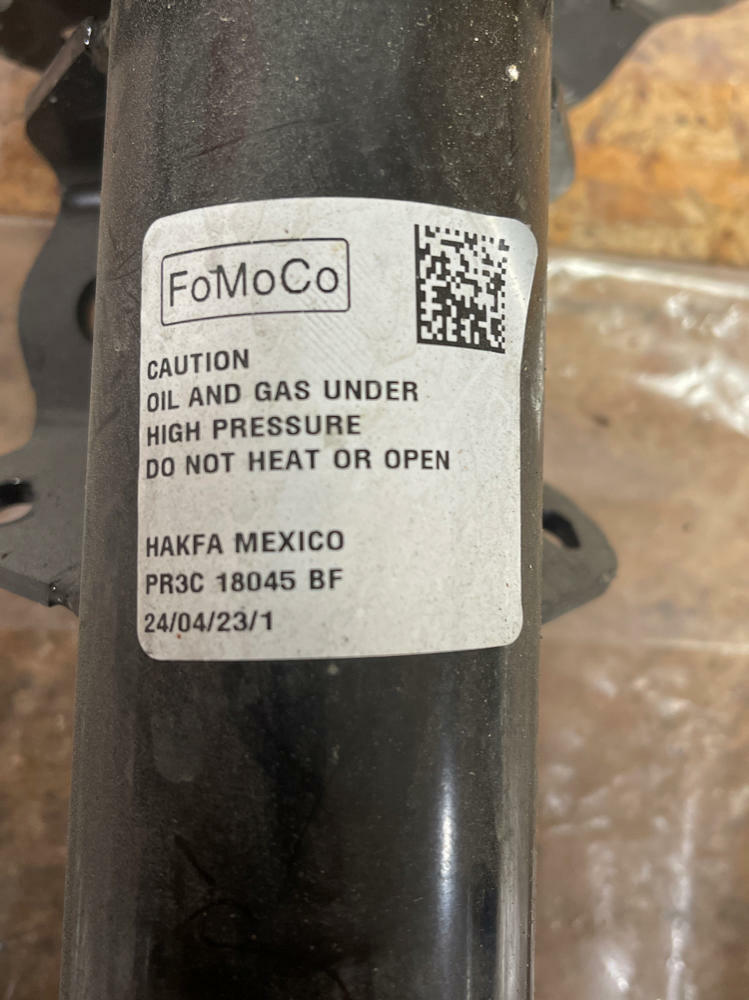 FoMoCo
CAUTION
OIL AND GAS UNDER
HIGH PRESSURE
DO NOT HEAT OR OPEN
HAKFA MEXICO
PR3C 18045 BF
24/04/23/1